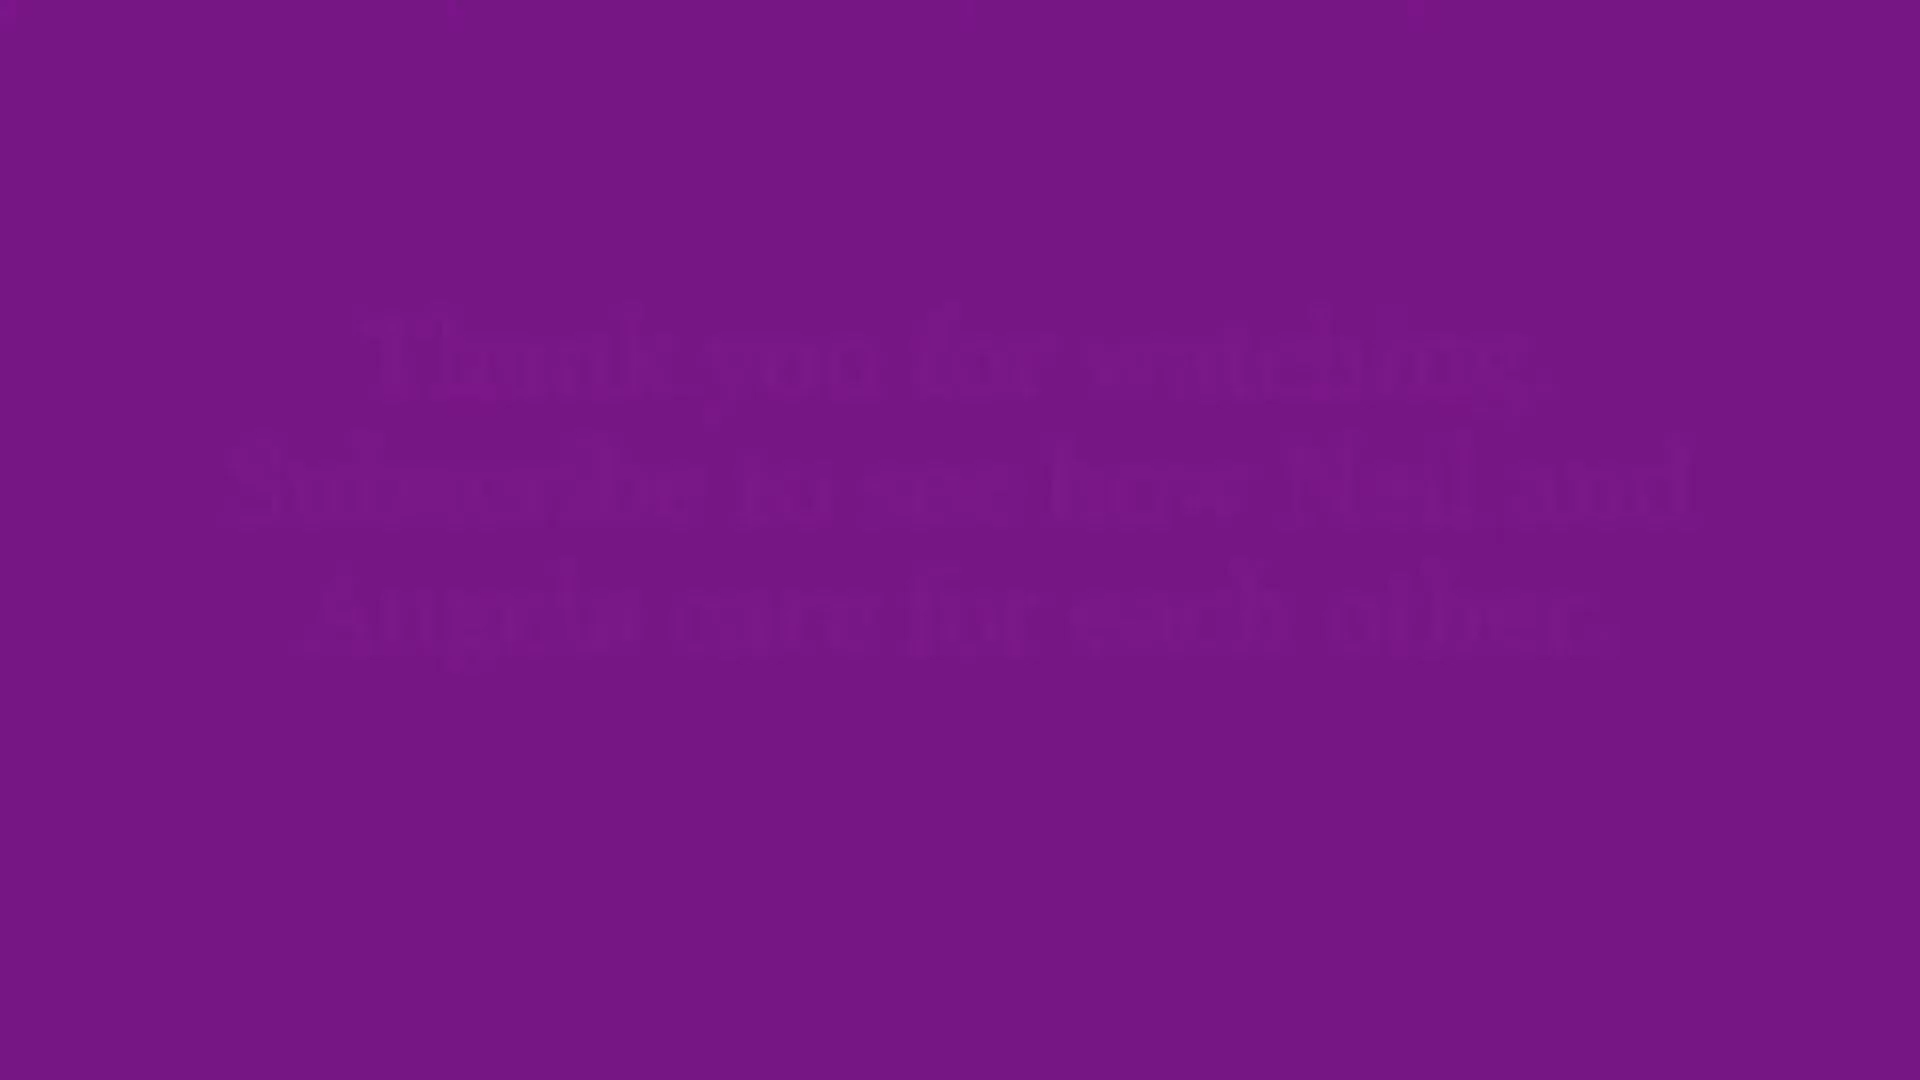 Thank you for watching.
Subscribe to see how Neil and
Angela care for each other.